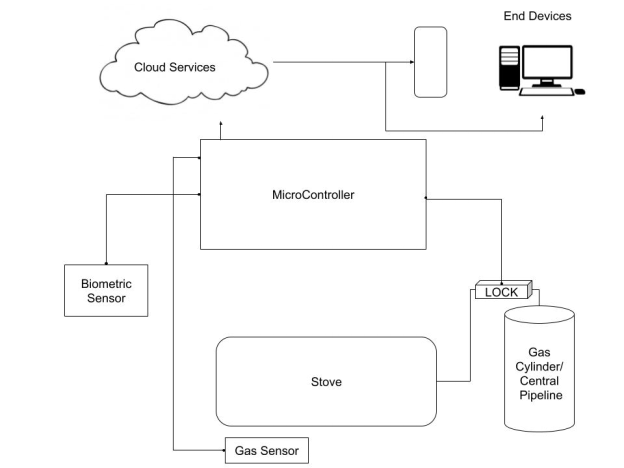 End Devices
Cloud Services
MicroController
Biometric
Sensor
LOCK
Gas
Cylinder/
Central
Pipeline
Stove
Gas Sensor